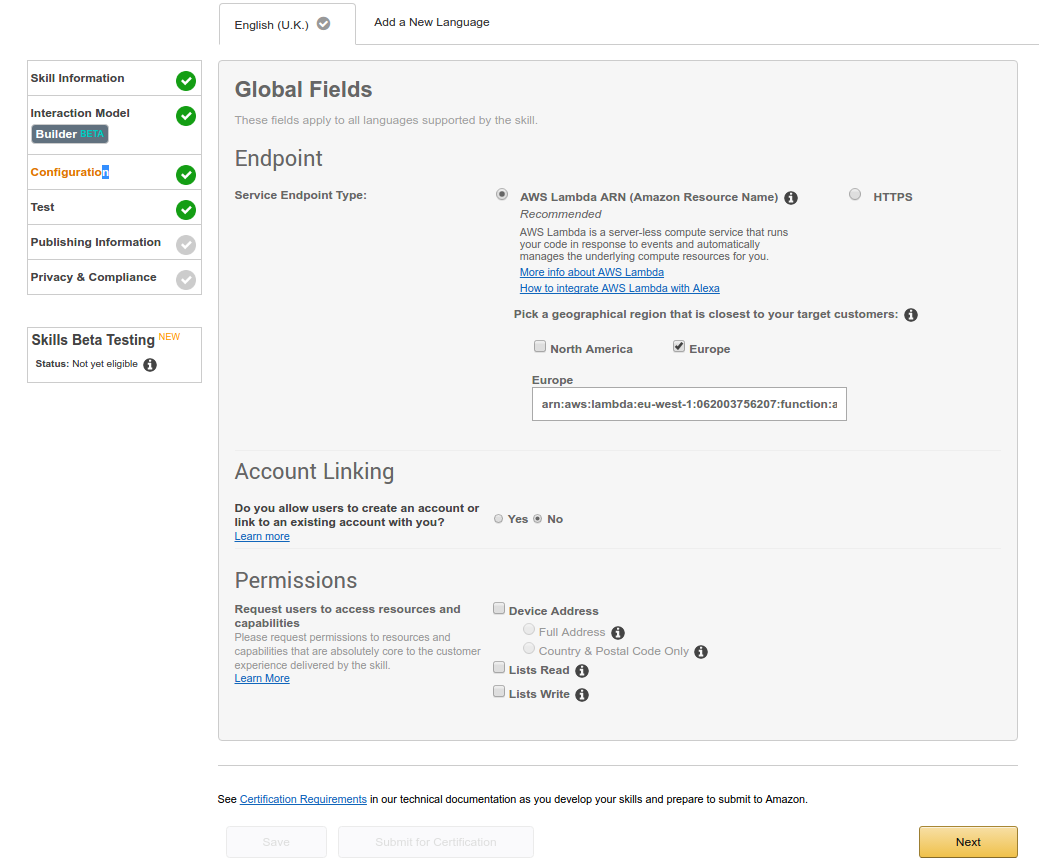 English (U.K.)
Add a New Language
Skill Information
Interaction Model
Builder BETA
Configuration
Test
Publishing Information
Privacy & Compliance
Skills Beta Testing NEW
Status: Not yet eligible
Global Fields
These fields apply to all languages supported by the skill.
Endpoint
Service Endpoint Type:
AWS Lambda ARN (Amazon Resource Name)
HTTPS
Recommended
AWS Lambda is a server-less compute service that runs
your code in response to events and automatically
manages the underlying compute resources for you.
More info about AWS Lambda
How to integrate AWS Lambda with Alexa
Pick a geographical region that is closest to your target customers:
North America
Europe
Europe
arn:aws:lambda:eu-west-1:062003756207:function:a
Account Linking
Do you allow users to create an account or
link to an existing account with you?
Yes
No
Learn more
Permissions
Request users to access resources and
capabilities
Please request permissions to resources and
capabilities that are absolutely core to the customer
experience delivered by the skill.
Learn More
Device Address
Full Address
Country & Postal Code Only
Lists Read
Lists Write
See Certification Requirements in our technical documentation as you develop your skills and prepare to submit to Amazon.
Save
Submit for Certification
Next